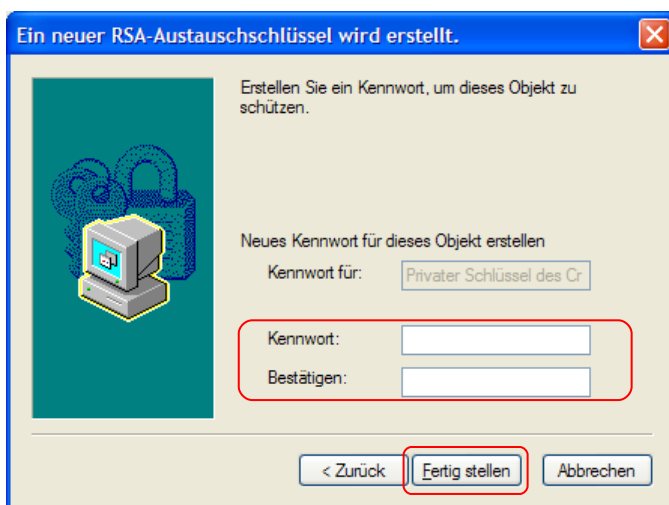 Ein neuer RSA-Austauschschlüssel wird erstellt.
Erstellen Sie ein Kennwort, um dieses Objekt zu
schützen.
Neues Kennwort für dieses Objekt erstellen
Kennwort für: Privater Schlüssel des Cr
Kennwort:
Bestätigen:
< Zurück Fertig stellen Abbrechen